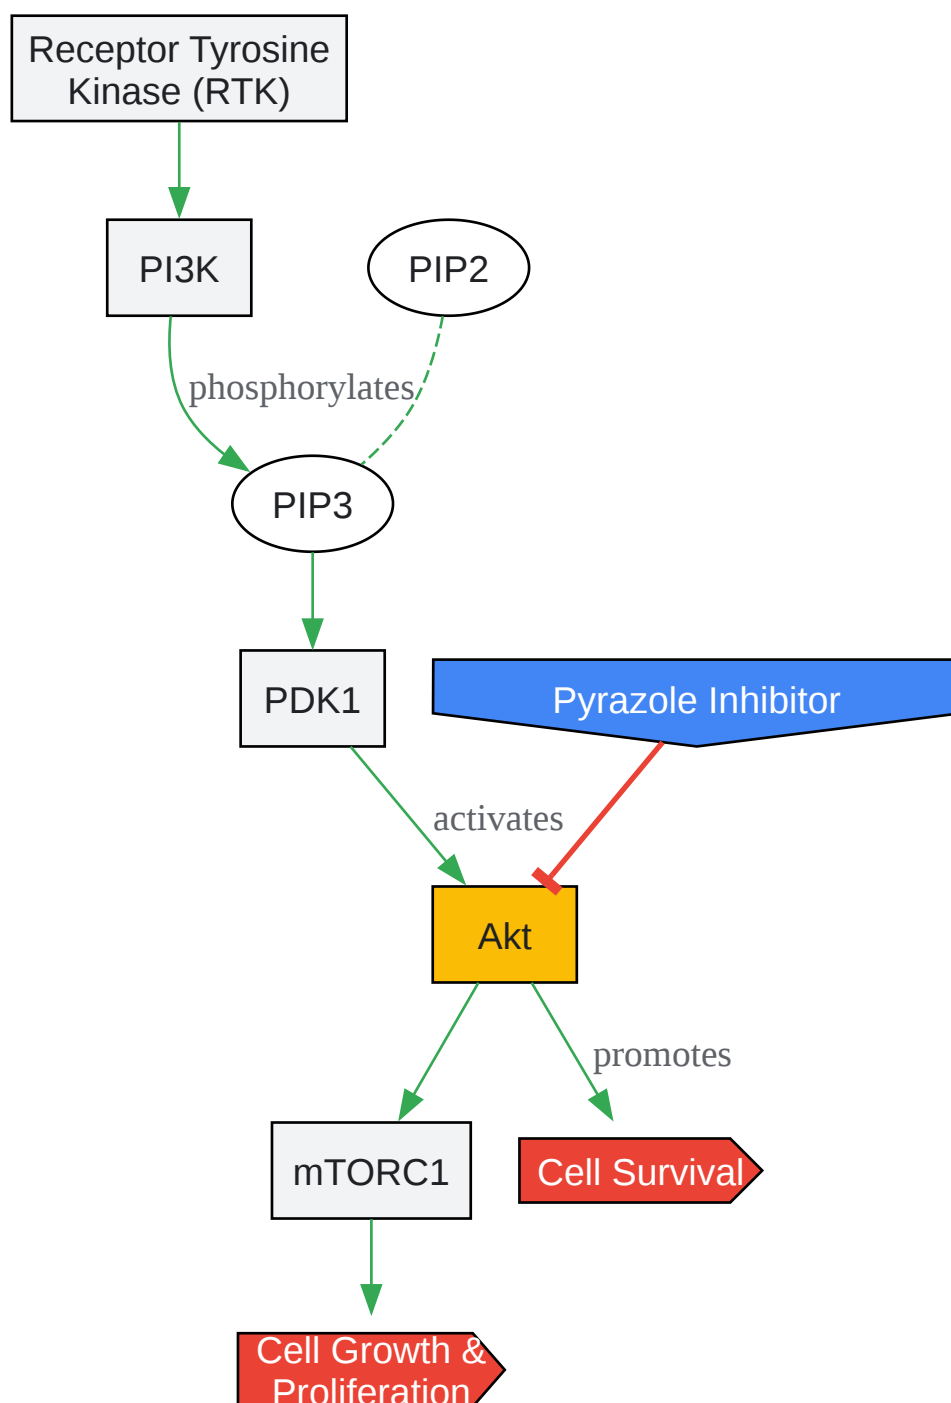 Receptor Tyrosine
Kinase (RTK)
PI3K
PIP2
phosphorylates
PIP3
PDK1
Pyrazole Inhibitor
activates
Akt
promotes
mTORC1
Cell Survival
Cell Growth &
Proliferation